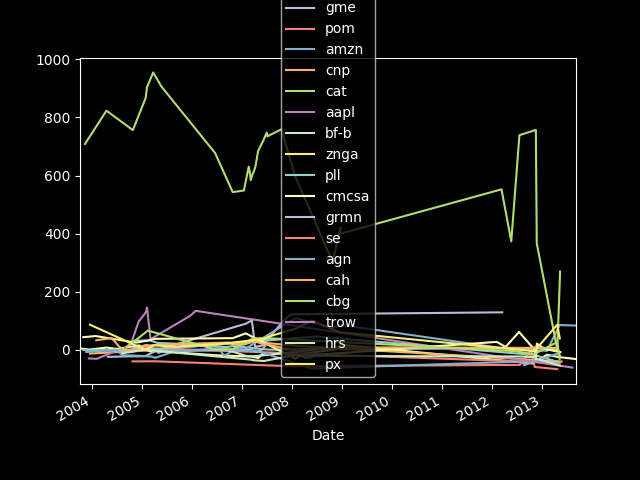 gme
pom
amzn
cnp
cat
aapl
bf-b
znga
pll
cmcsa
grmn
se
agn
cah
cbg
trow
hrs
px
1000
800
600
400
200
0
2004
2005
2006
2007
2008
2009
2010
2011
2012
2013
Date